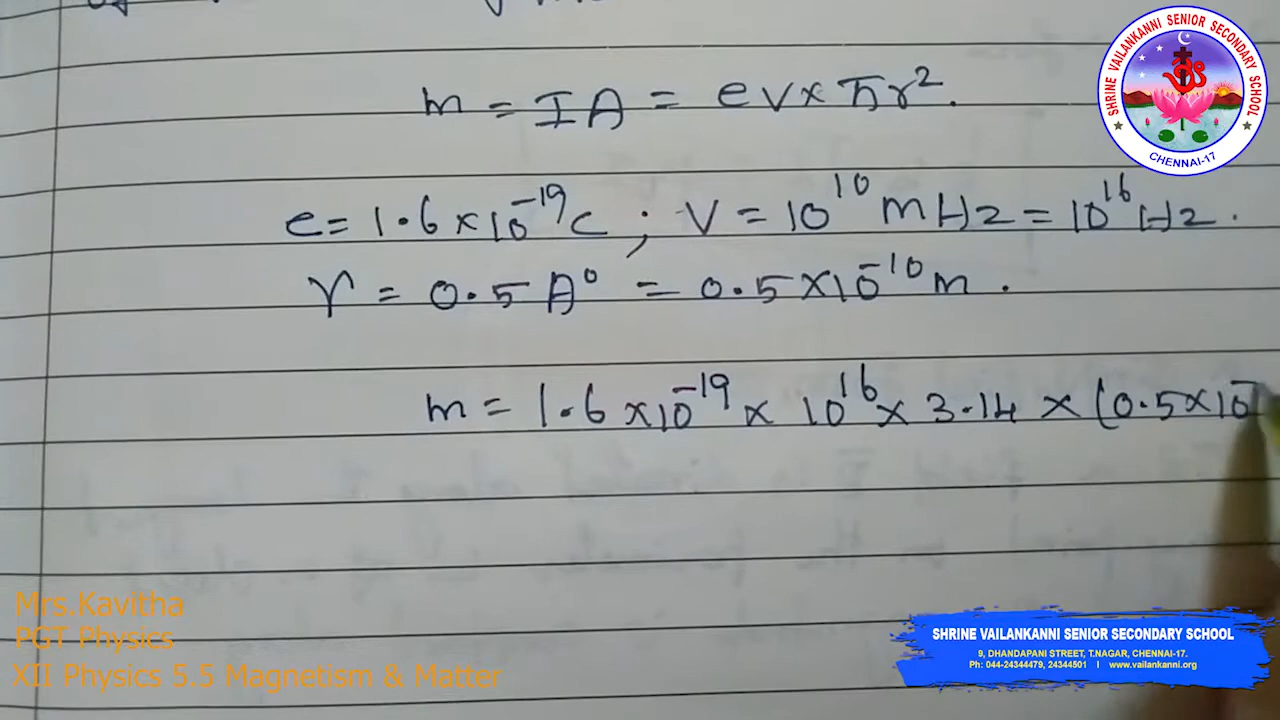 m = IA = eν × πr².
e = 1.6 × 10⁻¹⁹ C ; ν = 10¹⁰ MHz = 10¹⁶ Hz.
r = 0.5 A⁰ = 0.5 × 10⁻¹⁰ m.
m = 1.6 × 10⁻¹⁹ × 10¹⁶ × 3.14 × (0.5 × 10⁻
SHRINE VAILANKANNI SENIOR SECONDARY SCHOOL
CHENNAI-17
Mrs.Kavitha
PGT Physics
XII Physics 5.5 Magnetism & Matter
SHRINE VAILANKANNI SENIOR SECONDARY SCHOOL
9, DHANDAPANI STREET, T.NAGAR, CHENNAI-17.
Ph: 044-24344479, 24344501 I www.vailankanni.org